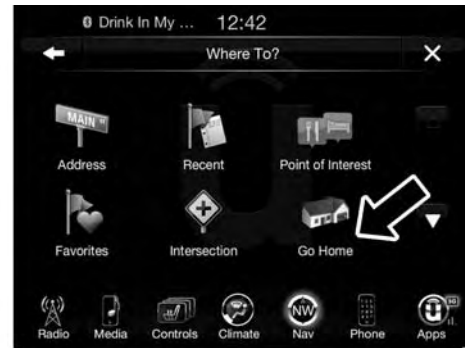 Drink In My ... 12:42
Where To?
MAIN
Address Recent Point of Interest
Favorites Intersection Go Home
NW
Radio Media Controls Climate Nav Phone Apps